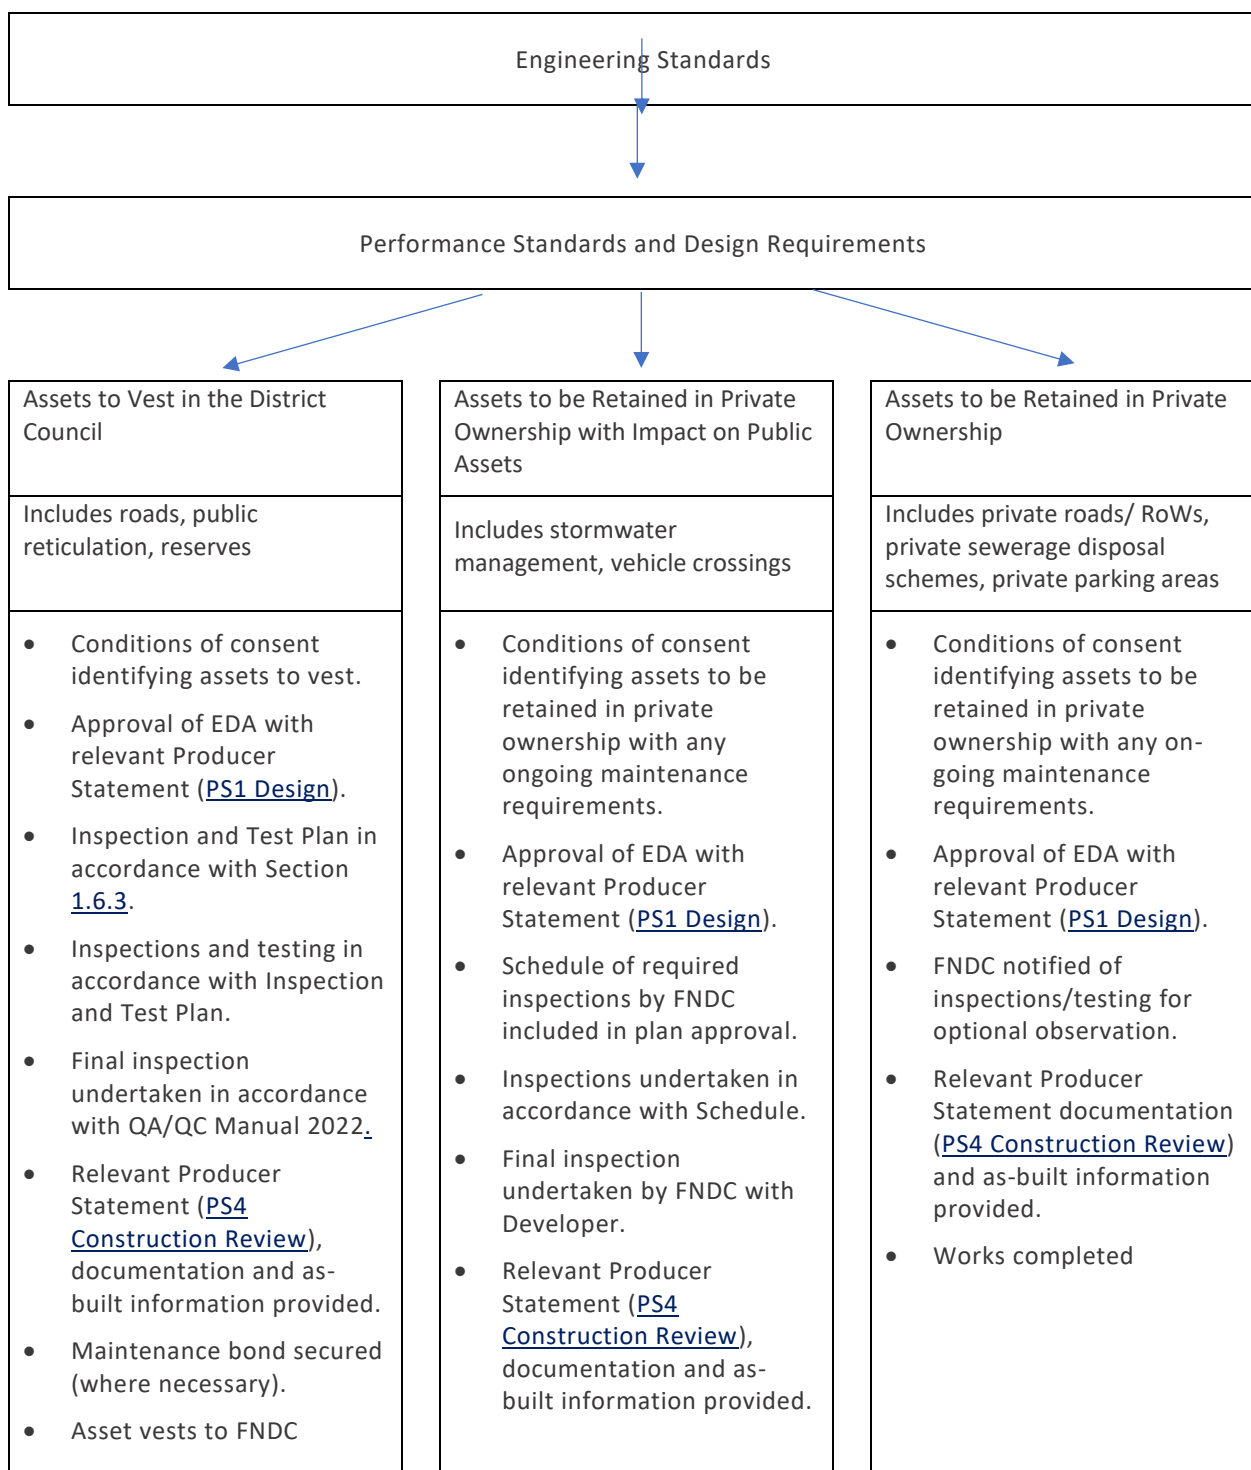 Engineering Standards
Performance Standards and Design Requirements
Assets to Vest in the District
Council
Includes roads, public
reticulation, reserves
• Conditions of consent
identifying assets to vest.
• Approval of EDA with
relevant Producer
Statement (PS1 Design).
• Inspection and Test Plan in
accordance with Section
1.6.3.
• Inspections and testing in
accordance with Inspection
and Test Plan.
• Final inspection
undertaken in accordance
with QA/QC Manual 2022.
• Relevant Producer
Statement (PS4
Construction Review),
documentation and as-
built information provided.
• Maintenance bond secured
(where necessary).
• Asset vests to FNDC
Assets to be Retained in Private
Ownership with Impact on Public
Assets
Includes stormwater
management, vehicle crossings
• Conditions of consent
identifying assets to be
retained in private
ownership with any
ongoing maintenance
requirements.
• Approval of EDA with
relevant Producer
Statement (PS1 Design).
• Schedule of required
inspections by FNDC
included in plan approval.
• Inspections undertaken in
accordance with Schedule.
• Final inspection
undertaken by FNDC with
Developer.
• Relevant Producer
Statement (PS4
Construction Review),
documentation and as-
built information provided.
Assets to be Retained in Private
Ownership
Includes private roads/ RoWs,
private sewerage disposal
schemes, private parking areas
• Conditions of consent
identifying assets to be
retained in private
ownership with any on-
going maintenance
requirements.
• Approval of EDA with
relevant Producer
Statement (PS1 Design).
• FNDC notified of
inspections/testing for
optional observation.
• Relevant Producer
Statement documentation
(PS4 Construction Review)
and as-built information
provided.
• Works completed